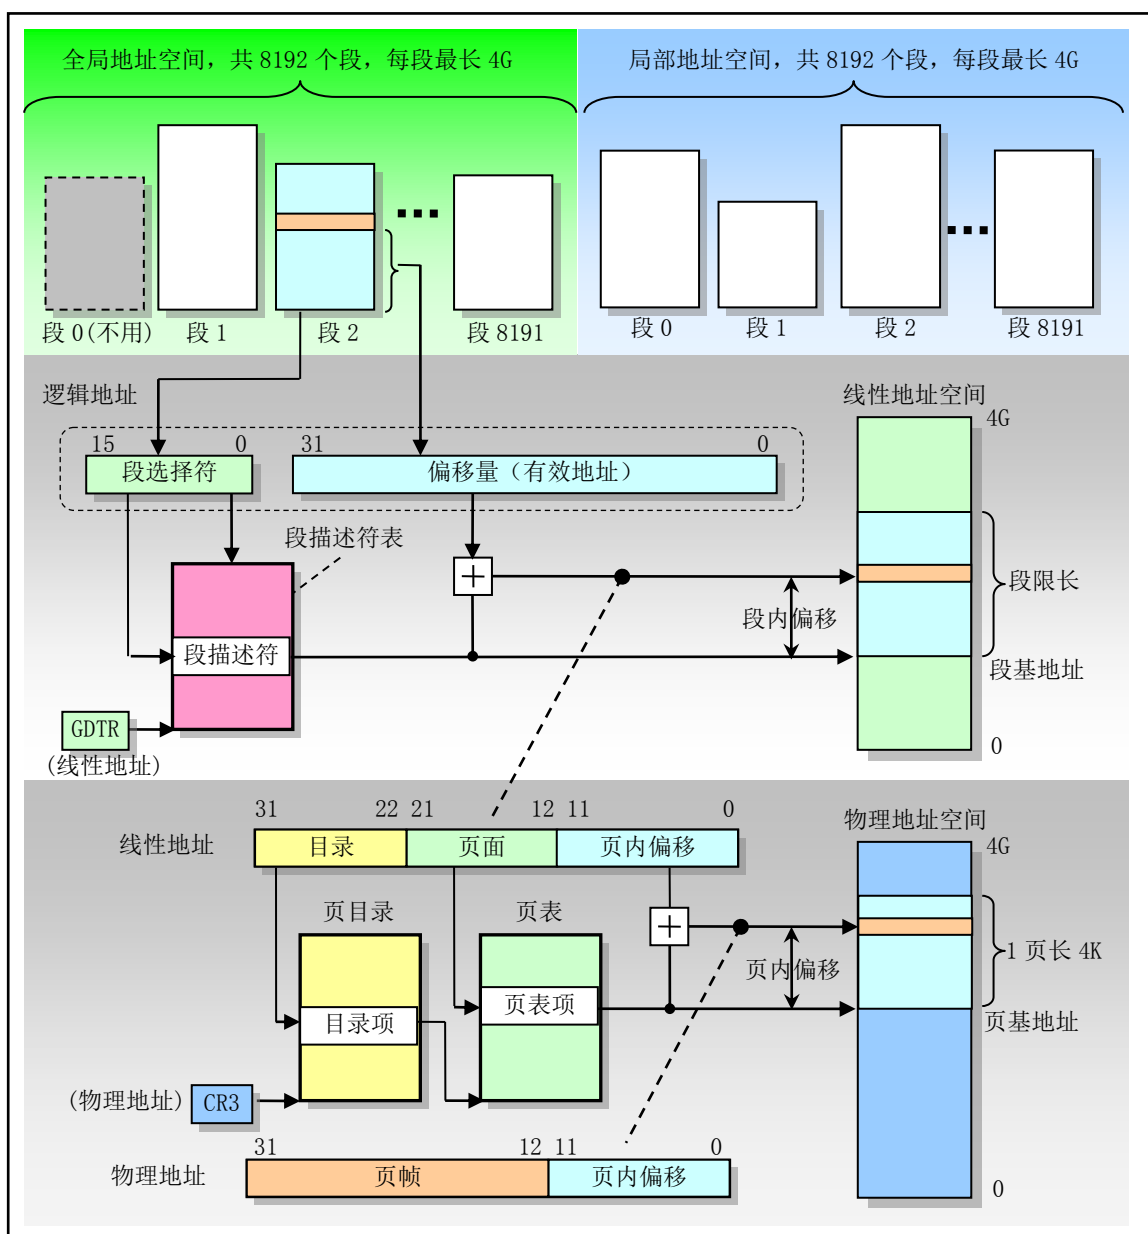 全局地址空间，共 8192 个段，每段最长 4G
局部地址空间，共 8192 个段，每段最长 4G
段 0(不用)
段 1
段 2
段 8191
段 0
段 1
段 2
段 8191
逻辑地址
线性地址空间
15
0
31
0
4G
段选择符
偏移量（有效地址）
段描述符表
段限长
段内偏移
段描述符
段基地址
GDTR
0
(线性地址)
31
22
21
12
11
0
物理地址空间
线性地址
目录
页面
页内偏移
4G
页目录
页表
1 页长 4K
页内偏移
目录项
页表项
页基地址
(物理地址)
CR3
31
12
11
0
物理地址
页帧
页内偏移
0